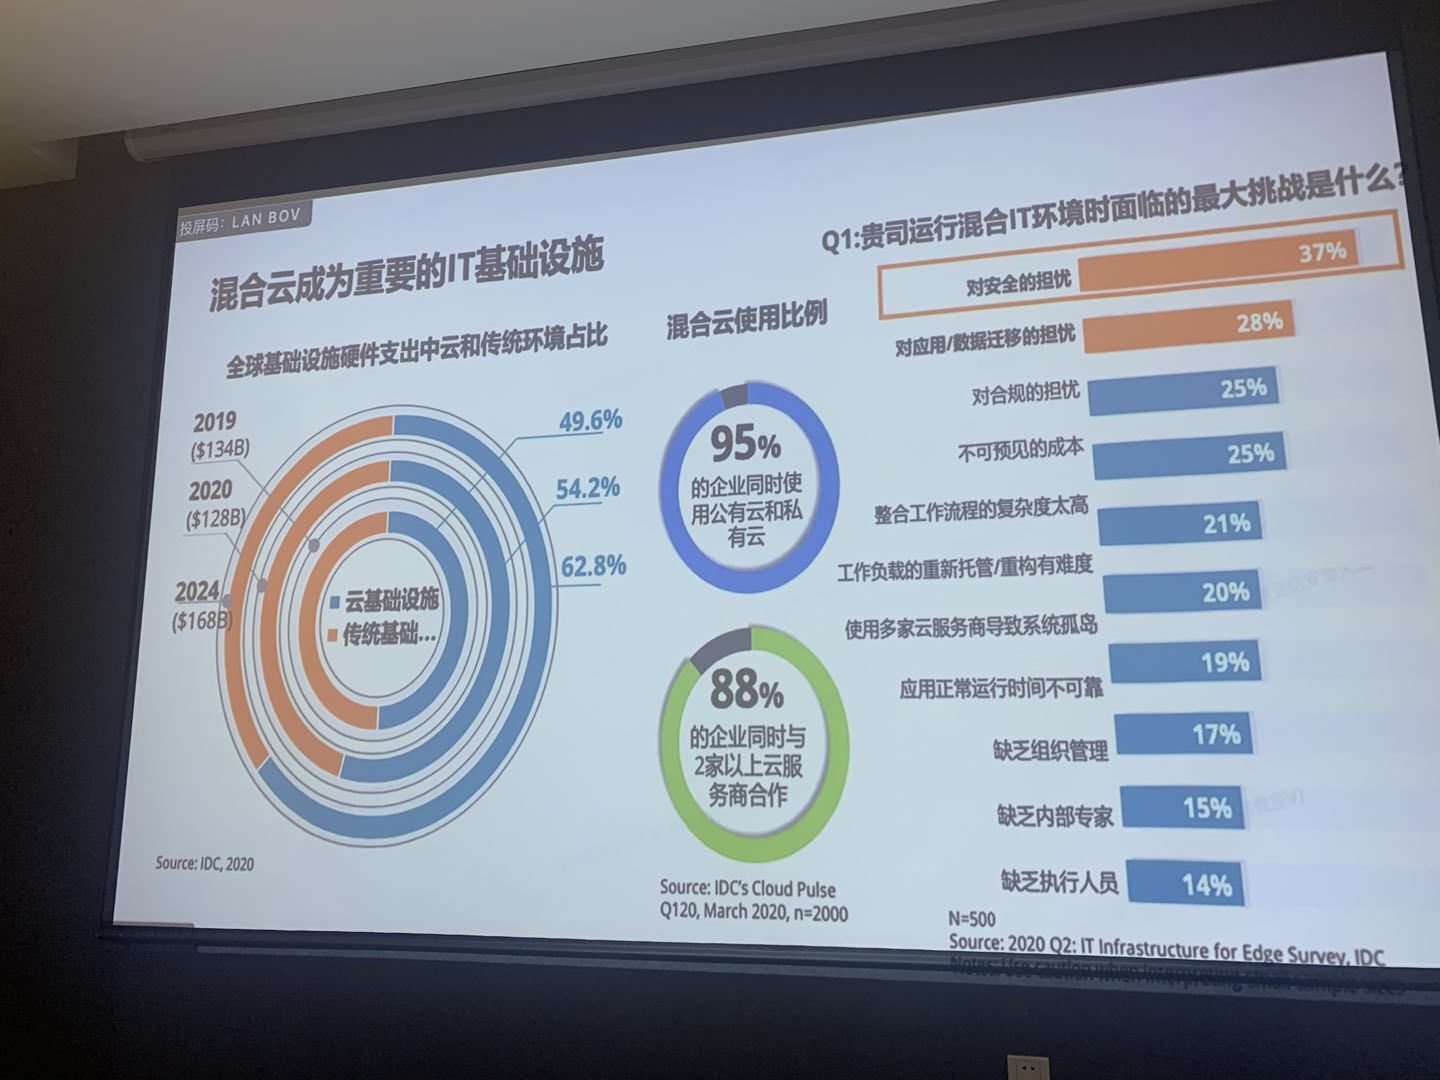 投屏码：LAN BOV
混合云成为重要的IT基础设施
全球基础设施硬件支出中云和传统环境占比
2019
($134B)
2020
($128B)
2024
($168B)
49.6%
54.2%
62.8%
云基础设施
传统基础...
Source: IDC, 2020
混合云使用比例
95%
的企业同时使
用公有云和私
有云
88%
的企业同时与
2家以上云服
务商合作
Source: IDC's Cloud Pulse
Q120, March 2020, n=2000
Q1:贵司运行混合IT环境时面临的最大挑战是什么?
对安全的担忧 37%
对应用/数据迁移的担忧 28%
对合规的担忧 25%
不可预见的成本 25%
整合工作流程的复杂度太高 21%
工作负载的重新托管/重构有难度 20%
使用多家云服务商导致系统孤岛 19%
应用正常运行时间不可靠 17%
缺乏组织管理 15%
缺乏内部专家 14%
缺乏执行人员
N=500
Source: 2020 Q2: IT Infrastructure for Edge Survey, IDC
Notes: Use caution when interpreting small sample sizes